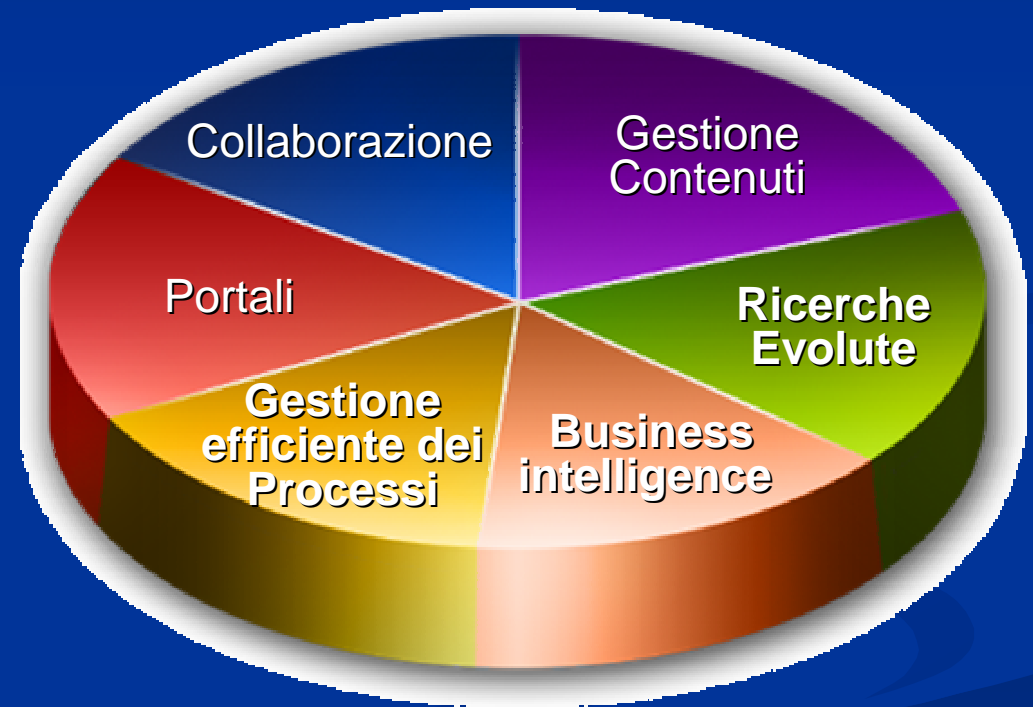 Collaborazione
Gestione
Contenuti
Portali
Ricerche
Evolute
Gestione
efficiente dei
Processi
Business
intelligence